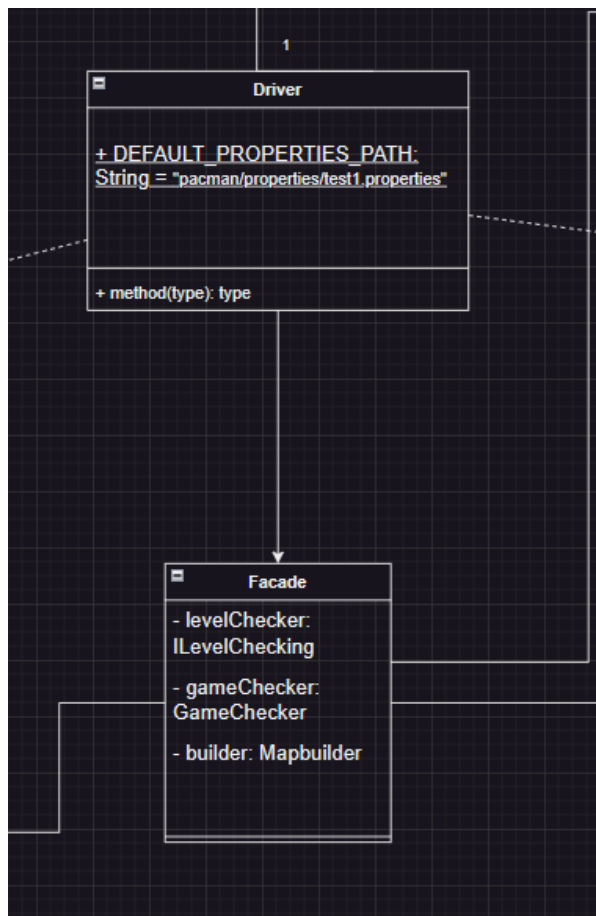 1
Driver
+ DEFAULT_PROPERTIES_PATH:
String = "pacman/properties/test1.properties"
+ method(type): type
Facade
- levelChecker:
ILevelChecking
- gameChecker:
GameChecker
- builder: Mapbuilder